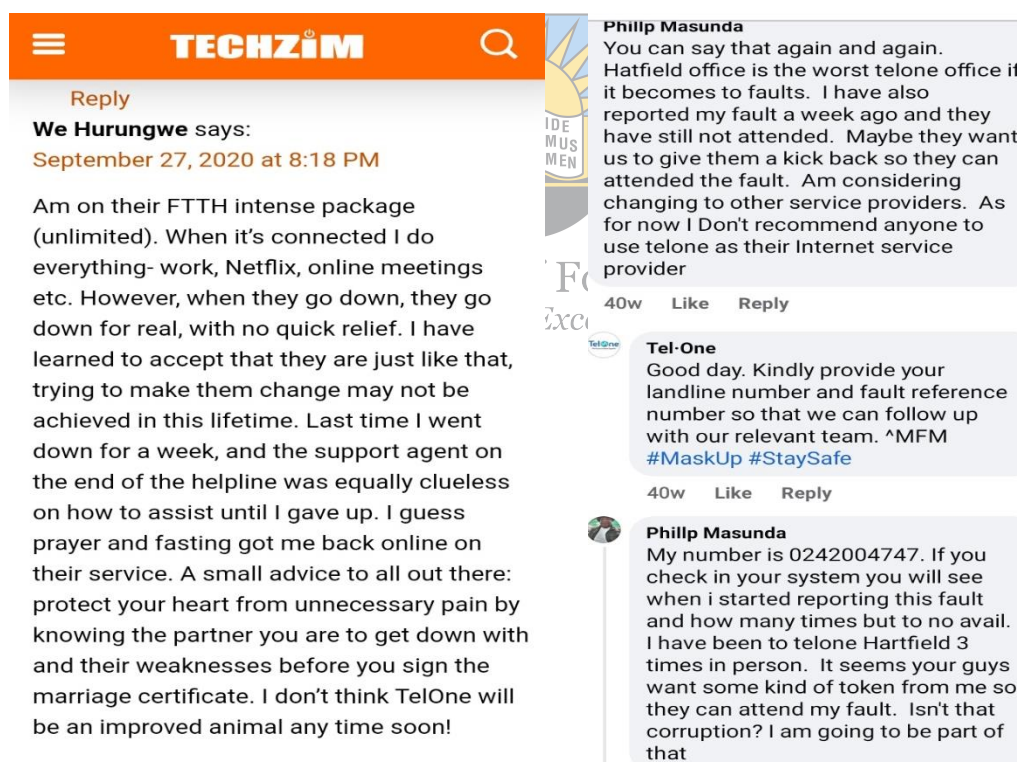 TECHZiM
Reply
We Hurungwe says:
September 27, 2020 at 8:18 PM
Am on their FTTH intense package
(unlimited). When it's connected I do
everything- work, Netflix, online meetings
etc. However, when they go down, they go
down for real, with no quick relief. I have
learned to accept that they are just like that,
trying to make them change may not be
achieved in this lifetime. Last time I went
down for a week, and the support agent on
the end of the helpline was equally clueless
on how to assist until I gave up. I guess
prayer and fasting got me back online on
their service. A small advice to all out there:
protect your heart from unnecessary pain by
knowing the partner you are to get down with
and their weaknesses before you sign the
marriage certificate. I don't think TelOne will
be an improved animal any time soon!
IDE
MUS
MEN
Phillp Masunda
You can say that again and again.
Hatfield office is the worst telone office if
it becomes to faults. I have also
reported my fault a week ago and they
have still not attended. Maybe they want
us to give them a kick back so they can
attended the fault. Am considering
changing to other service providers. As
for now I Don't recommend anyone to
use telone as their Internet service
provider
40w Like Reply
TelOne
Tel·One
Good day. Kindly provide your
landline number and fault reference
number so that we can follow up
with our relevant team. ^MFM
#MaskUp #StaySafe
40w Like Reply
Phillp Masunda
My number is 0242004747. If you
check in your system you will see
when i started reporting this fault
and how many times but to no avail.
I have been to telone Hartfield 3
times in person. It seems your guys
want some kind of token from me so
they can attend my fault. Isn't that
corruption? I am going to be part of
that